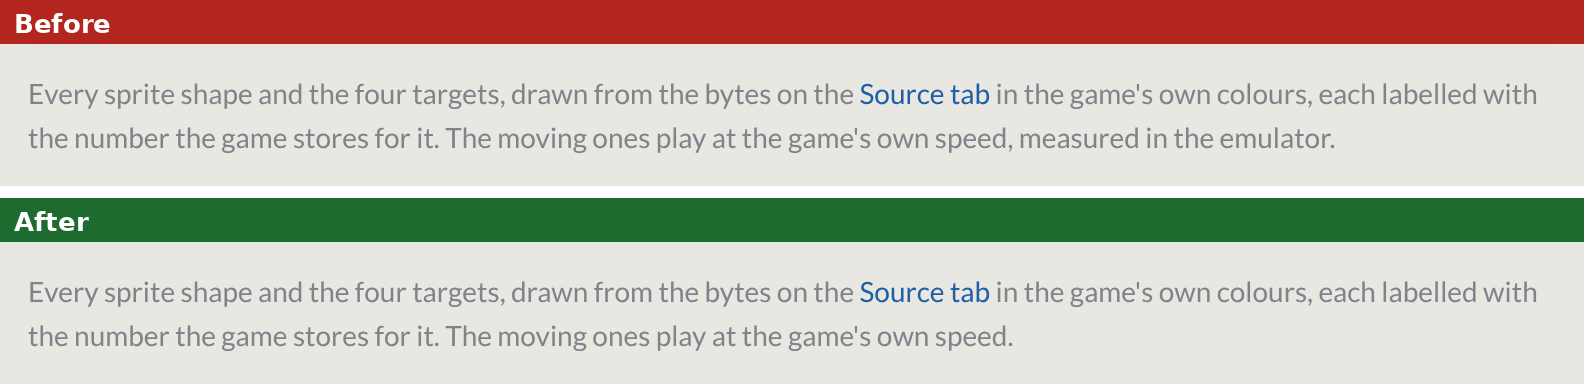 Before
Every sprite shape and the four targets, drawn from the bytes on the Source tab in the game's own colours, each labelled with
the number the game stores for it. The moving ones play at the game's own speed, measured in the emulator.
After
Every sprite shape and the four targets, drawn from the bytes on the Source tab in the game's own colours, each labelled with
the number the game stores for it. The moving ones play at the game's own speed.